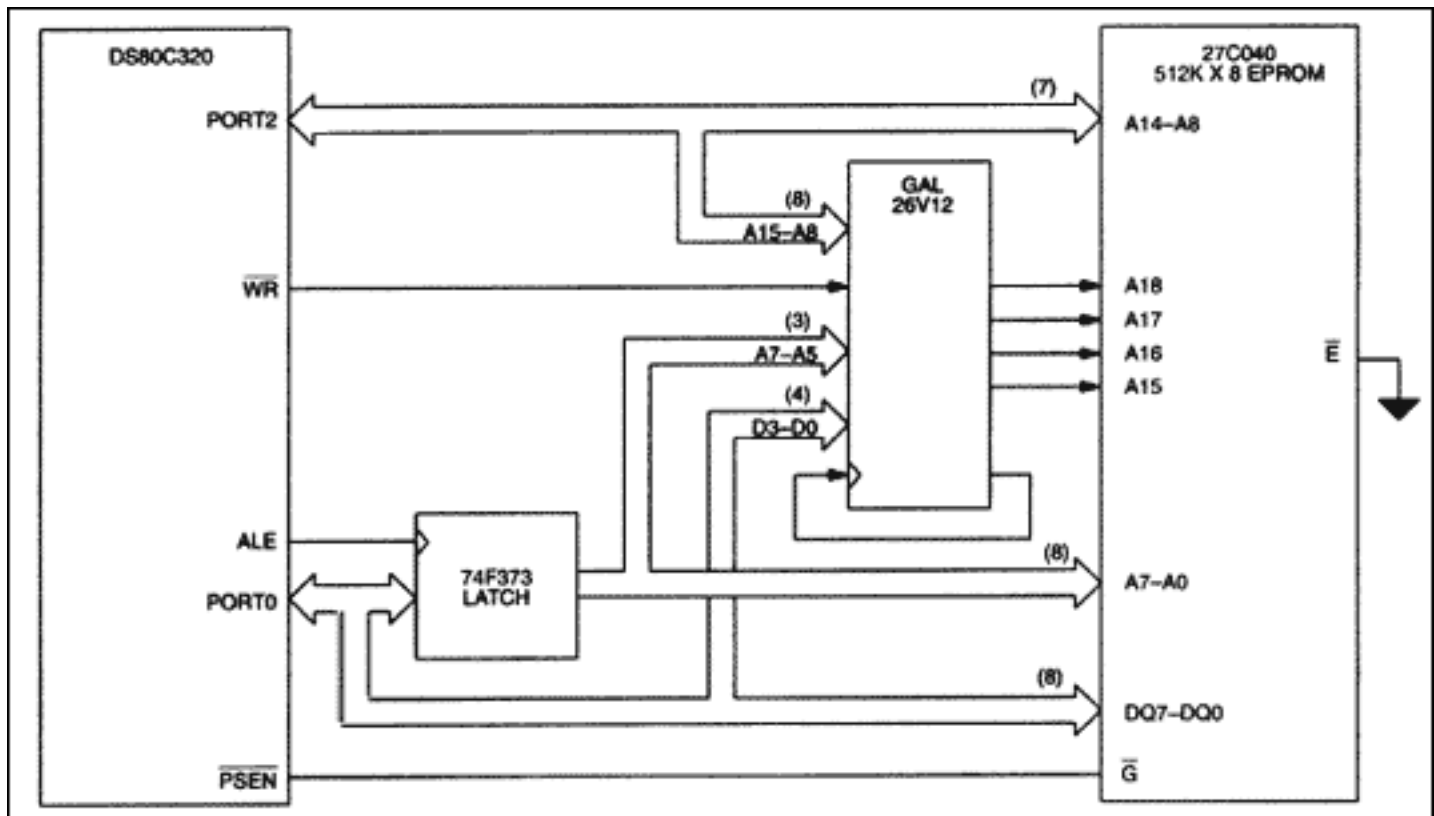 DS80C320
27C040
512K X 8 EPROM
PORT2
(7)
A14–A8
GAL
26V12
(8)
A15–A8
WR
A18
(3)
A17
A7–A5
A16
E
(4)
A15
D3–D0
ALE
74F373
LATCH
(8)
PORT0
A7–A0
(8)
DQ7–DQ0
PSEN
G